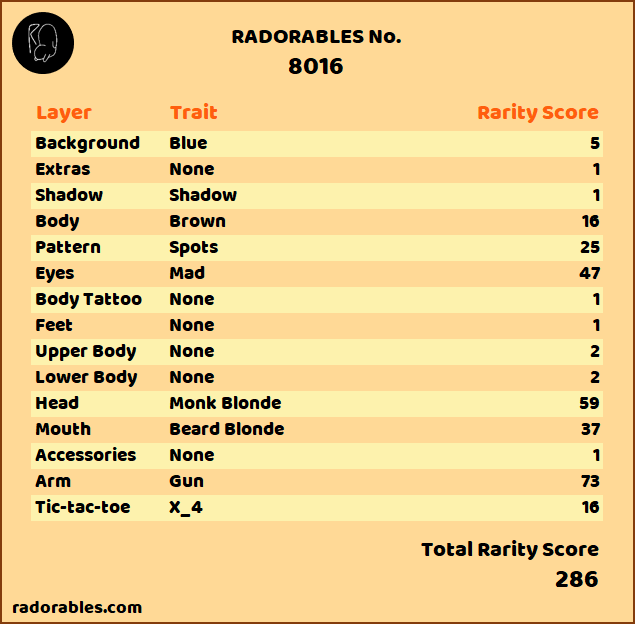 RADORABLES No.
8016
Layer Trait Rarity Score
Background Blue 5
Extras None 1
Shadow Shadow 1
Body Brown 16
Pattern Spots 25
Eyes Mad 47
Body Tattoo None 1
Feet None 1
Upper Body None 2
Lower Body None 2
Head Monk Blonde 59
Mouth Beard Blonde 37
Accessories None 1
Arm Gun 73
Tic-tac-toe X_4 16
Total Rarity Score
286
radorables.com